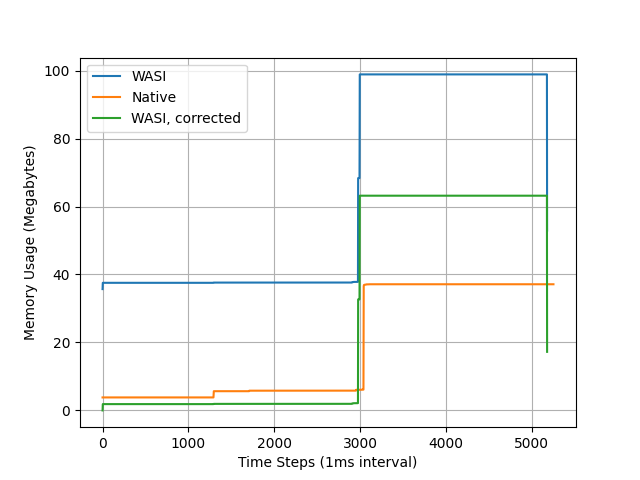 WASI
Native
WASI, corrected
100
80
60
40
20
0
Memory Usage (Megabytes)
0 1000 2000 3000 4000 5000
Time Steps (1ms interval)